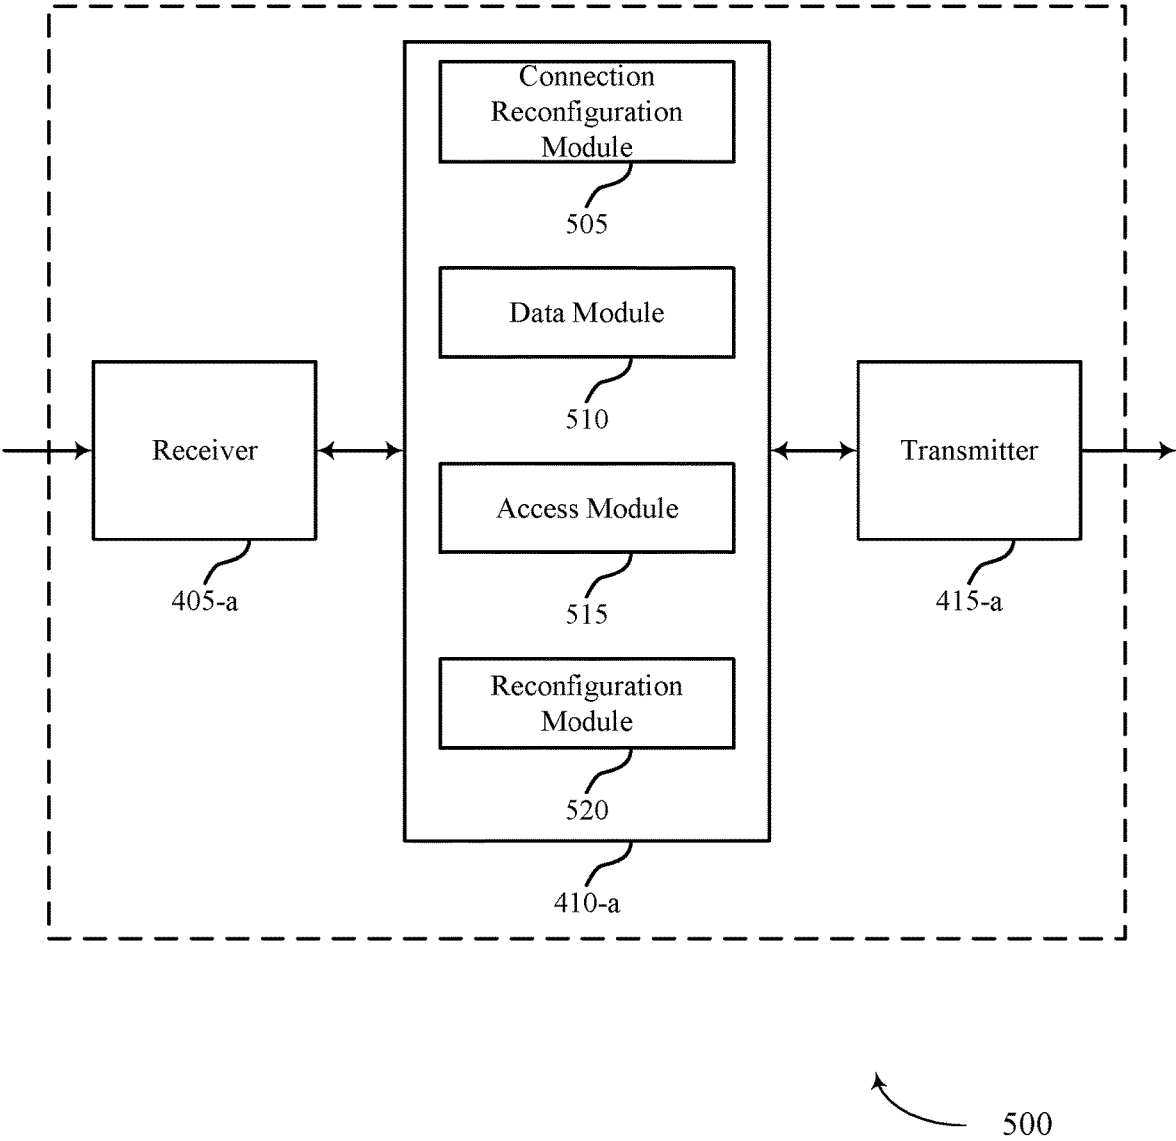 Connection
Reconfiguration
Module
505
Data Module
510
Receiver
405-a
Access Module
515
Transmitter
415-a
Reconfiguration
Module
520
410-a
500